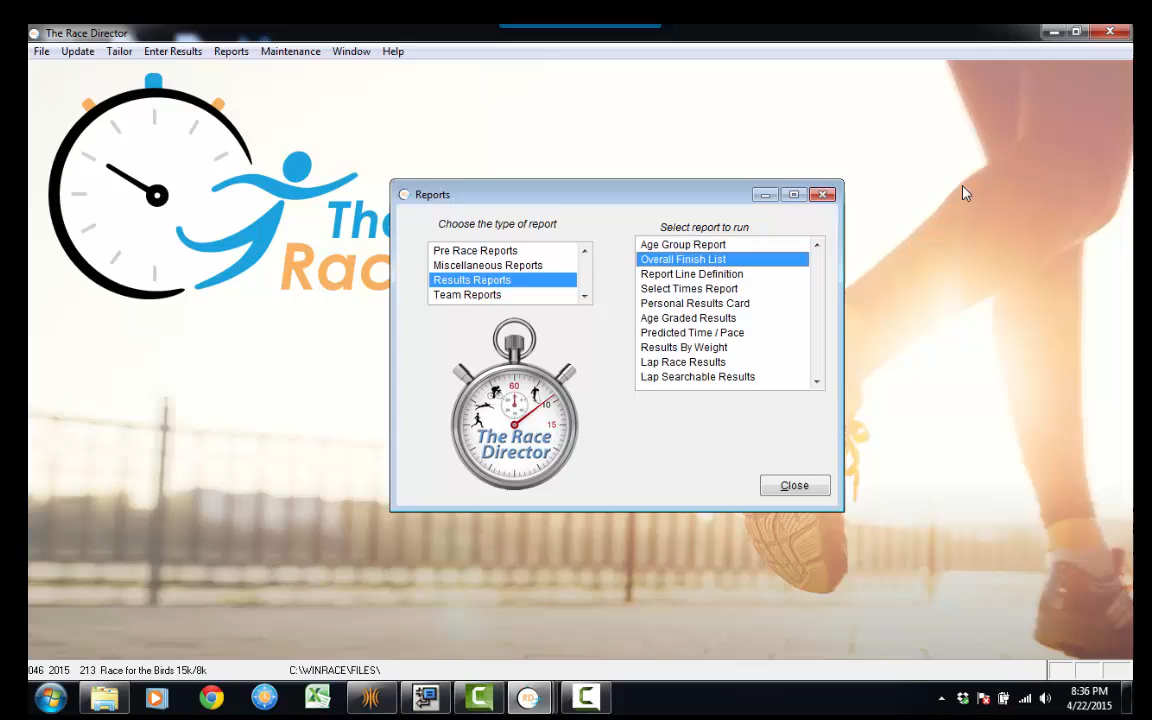 The Race Director
File Update Tailor Enter Results Reports Maintenance Window Help
The
Rac
Reports
Choose the type of report
Pre Race Reports
Miscellaneous Reports
Results Reports
Team Reports
Select report to run
Age Group Report
Overall Finish List
Report Line Definition
Select Times Report
Personal Results Card
Age Graded Results
Predicted Time / Pace
Results By Weight
Lap Race Results
Lap Searchable Results
60
10
15
The Race
Director
Close
046 2015 213 Race for the Birds 15k/8k C:\WINRACE\FILES\
RD
8:36 PM
4/22/2015